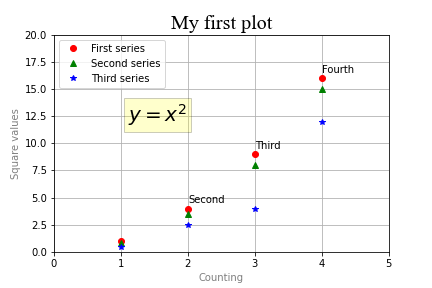 My first plot
20.0
17.5
15.0
12.5
10.0
7.5
5.0
2.5
0.0
Square values
First series
Second series
Third series
y = x²
Second
Third
Fourth
0 1 2 3 4 5
Counting